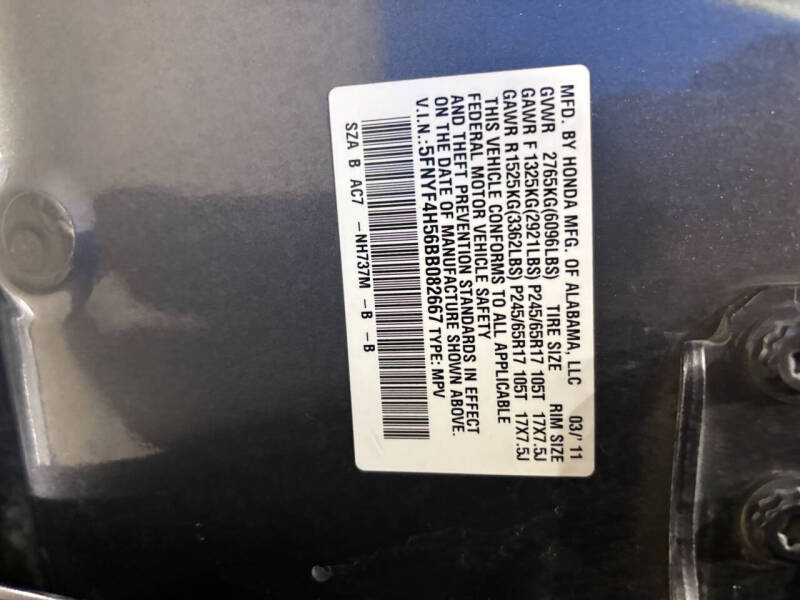 MFD. BY HONDA MFG. OF ALABAMA, LLC 03/'11
GVWR 2765KG(6096LBS) TIRE SIZE RIM SIZE
GAWR F 1325KG(2921LBS) P245/65R17 105T 17X7.5J
GAWR R1525KG(3362LBS) P245/65R17 105T 17X7.5J
THIS VEHICLE CONFORMS TO ALL APPLICABLE
FEDERAL MOTOR VEHICLE SAFETY
AND THEFT PREVENTION STANDARDS IN EFFECT
ON THE DATE OF MANUFACTURE SHOWN ABOVE.
V.I.N.:5FNYF4H56BB082667 TYPE: MPV
SZA B AC7 -NH737M -B -B